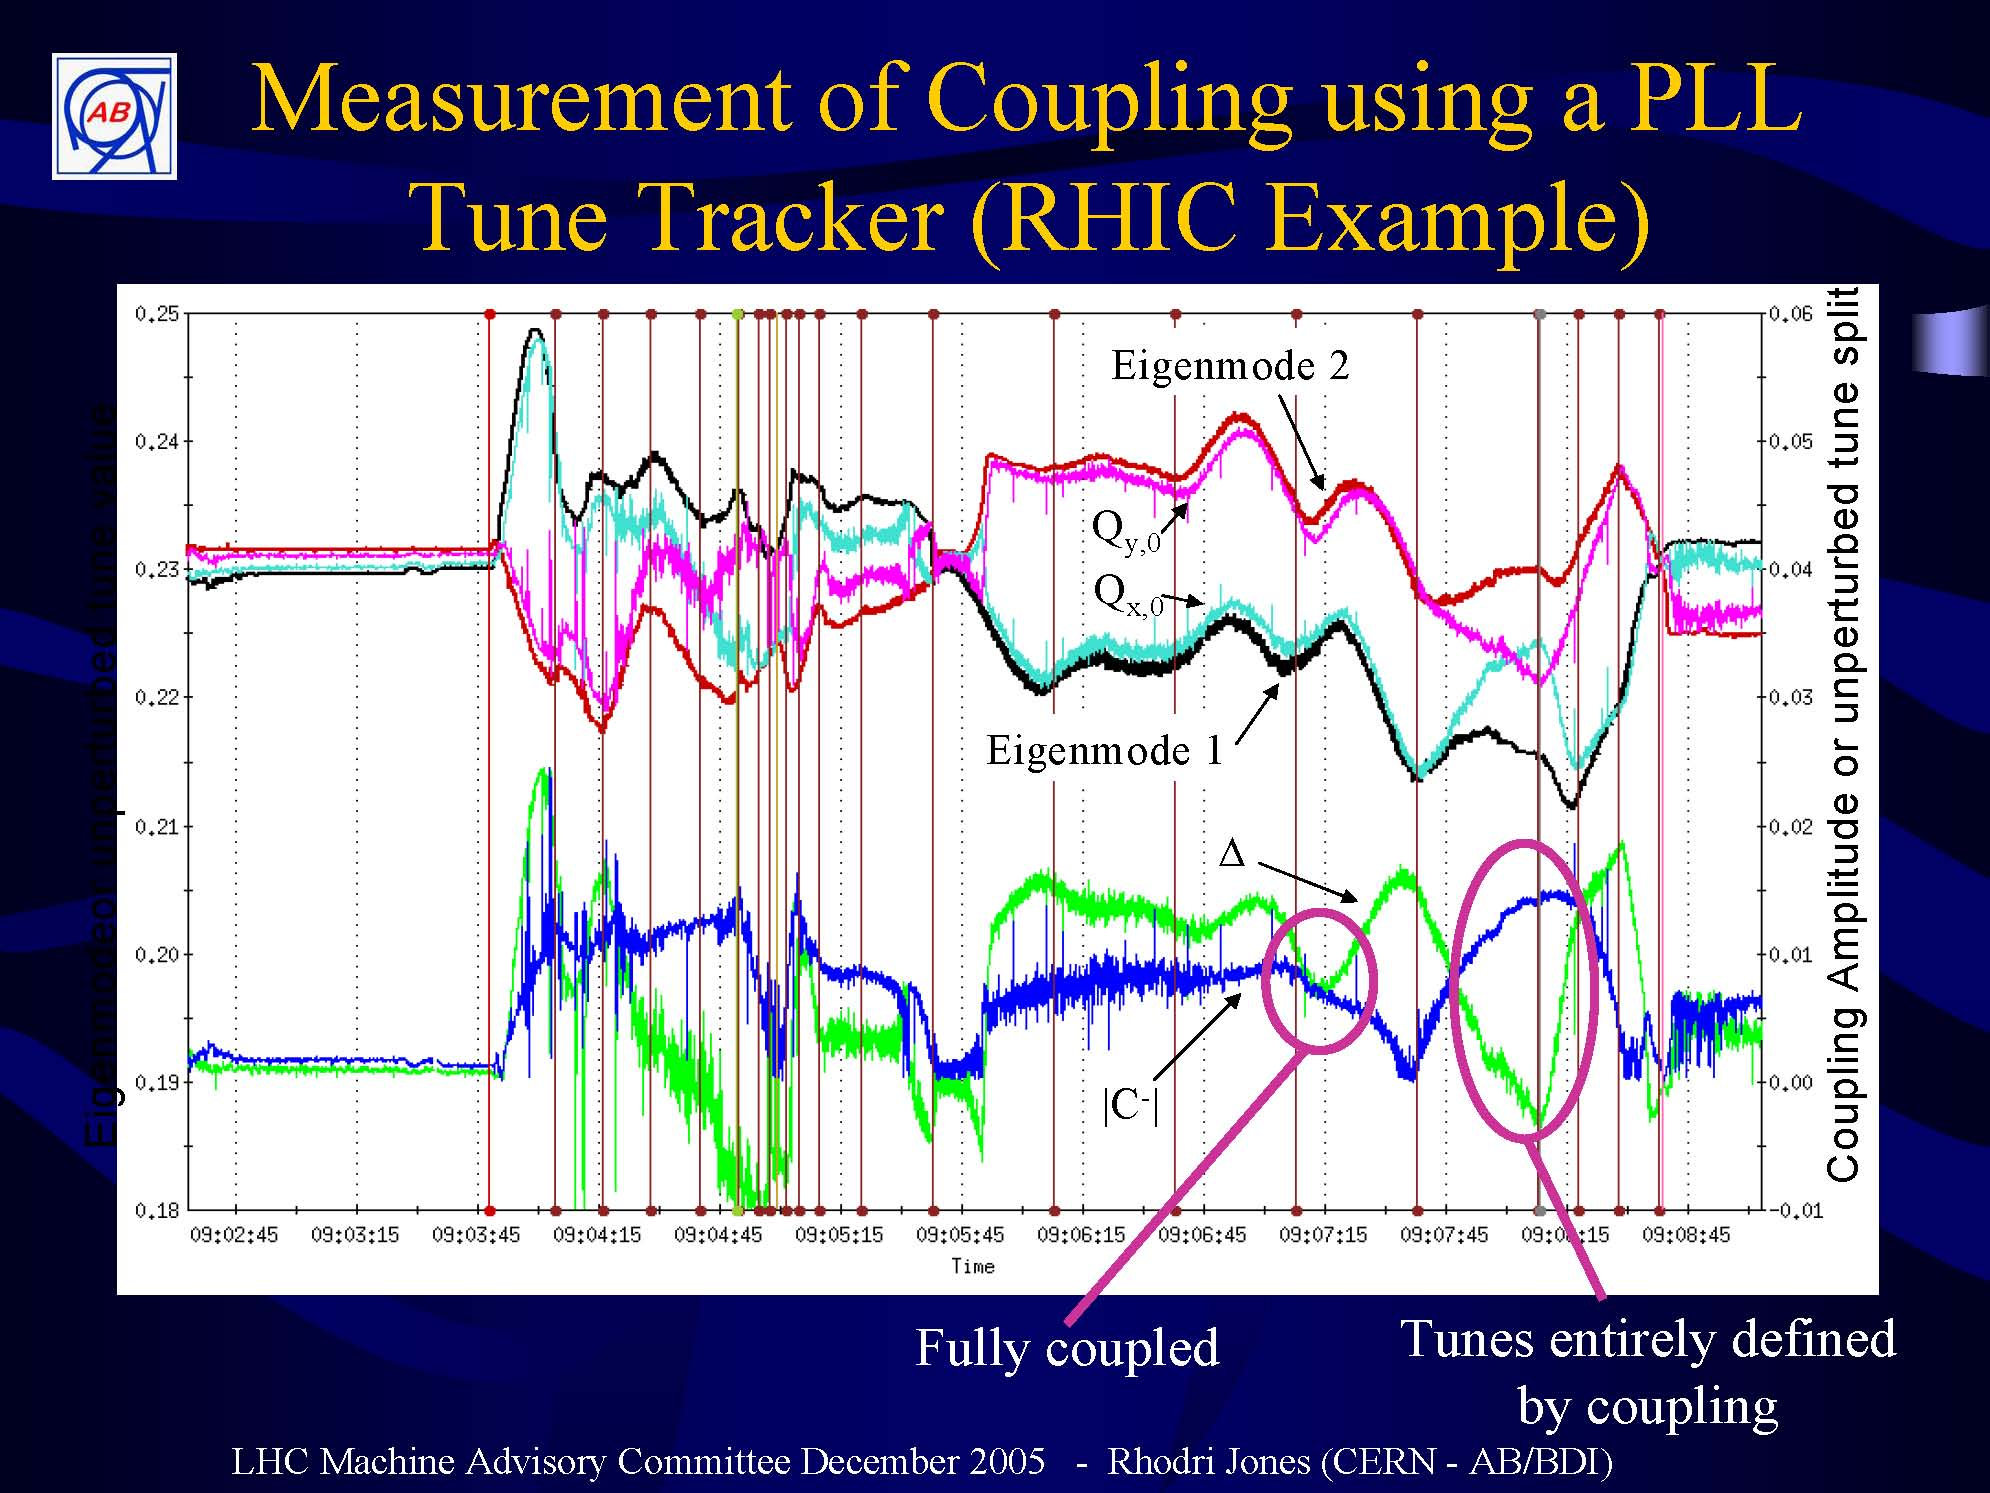 AB
Measurement of Coupling using a PLL
Tune Tracker (RHIC Example)
Eigenmodeor unperturbed tune value
0.25
0.24
0.23
0.22
0.21
0.20
0.19
0.18
Eigenmode 2
Qy,0
Qx,0
Eigenmode 1
Δ
|C-|
0.06
0.05
0.04
0.03
0.02
0.01
0.00
-0.01
Coupling Amplitude or unperturbed tune split
09:02:45 09:03:15 09:03:45 09:04:15 09:04:45 09:05:15 09:05:45 09:06:15 09:06:45 09:07:15 09:07:45 09:08:15 09:08:45
Time
Fully coupled
Tunes entirely defined
by coupling
LHC Machine Advisory Committee December 2005 - Rhodri Jones (CERN - AB/BDI)